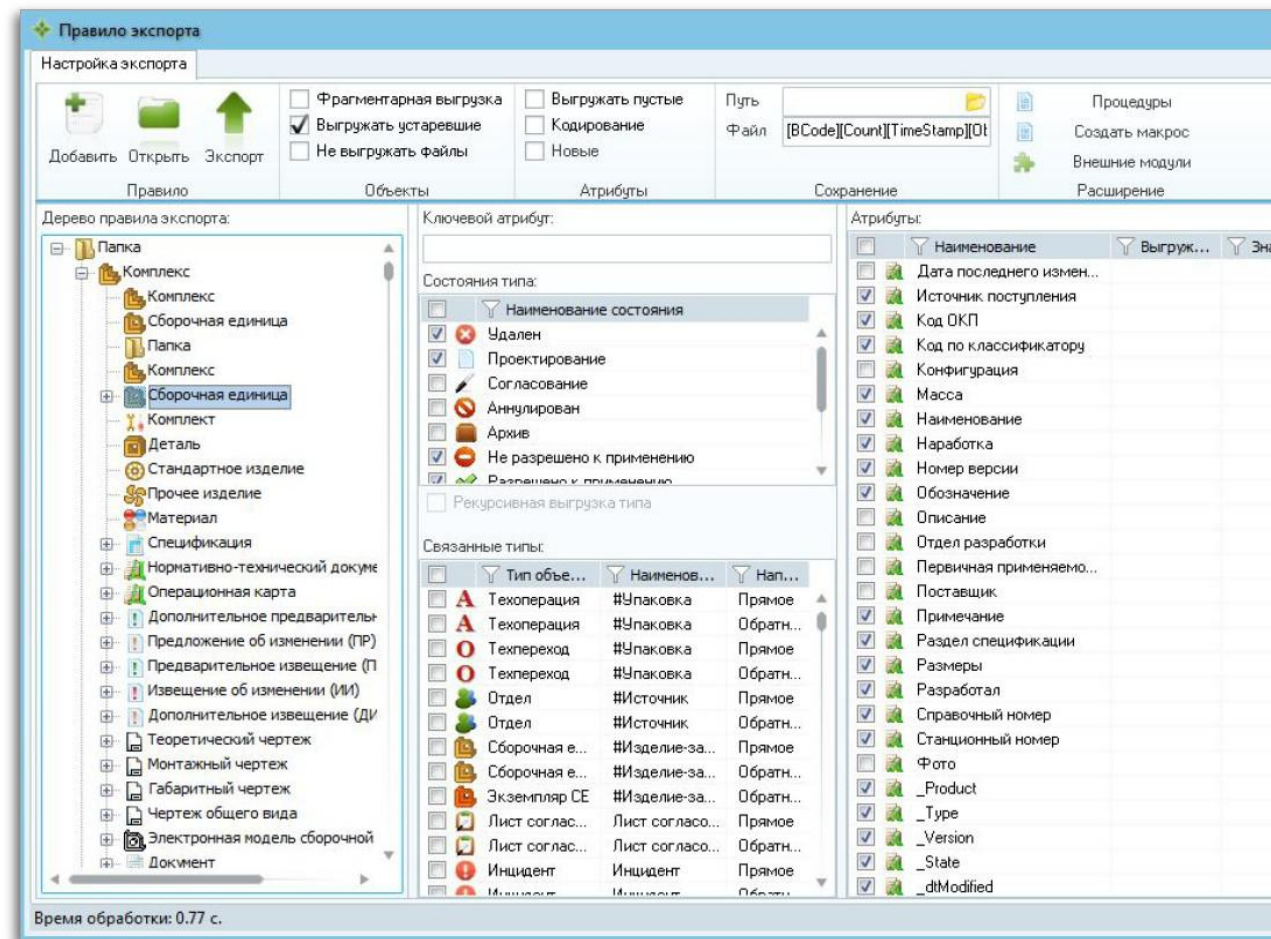 Правило экспорта
Настройка экспорта
Добавить Открыть Экспорт
Правило
Фрагментарная выгрузка
Выгружать устаревшие
Не выгружать файлы
Объекты
Выгружать пустые
Кодирование
Новые
Атрибуты
Путь
Файл [BCode][Count][TimeStamp][Ot
Сохранение
Процедуры
Создать макрос
Внешние модули
Расширение
Дерево правила экспорта:
Папка
Комплекс
Комплекс
Сборочная единица
Папка
Комплекс
Сборочная единица
Комплект
Деталь
Стандартное изделие
Прочее изделие
Материал
Спецификация
Нормативно-технический докуме
Операционная карта
Дополнительное предварительн
Предложение об изменении (ПР)
Предварительное извещение (П
Извещение об изменении (ИИ)
Дополнительное извещение (ДИ
Теоретический чертеж
Монтажный чертеж
Габаритный чертеж
Чертеж общего вида
Электронная модель сборочной
Документ
Ключевой атрибут:
Состояния типа:
Наименование состояния
Удален
Проектирование
Согласование
Аннулирован
Архив
Не разрешено к применению
Разрешено к применению
Рекурсивная выгрузка типа
Связанные типы:
Тип объе... Наименов... Нап...
Техоперация #Упаковка Прямое
Техоперация #Упаковка Обратн...
Техпереход #Упаковка Прямое
Техпереход #Упаковка Обратн...
Отдел #Источник Прямое
Отдел #Источник Обратн...
Сборочная е... #Изделие-за... Прямое
Сборочная е... #Изделие-за... Обратн...
Экземпляр СЕ #Изделие-за... Обратн...
Лист соглас... Лист согласо... Прямое
Лист соглас... Лист согласо... Обратн...
Инцидент Инцидент Прямое
Инцидент Инцидент Обратн...
Атрибуты:
Наименование Выгруж... Зна
Дата последнего измен...
Источник поступления
Код ОКП
Код по классификатору
Конфигурация
Масса
Наименование
Наработка
Номер версии
Обозначение
Описание
Отдел разработки
Первичная применяемо...
Поставщик
Примечание
Раздел спецификации
Размеры
Разработал
Справочный номер
Станционный номер
Фото
_Product
_Type
_Version
_State
_dtModified
Время обработки: 0.77 с.